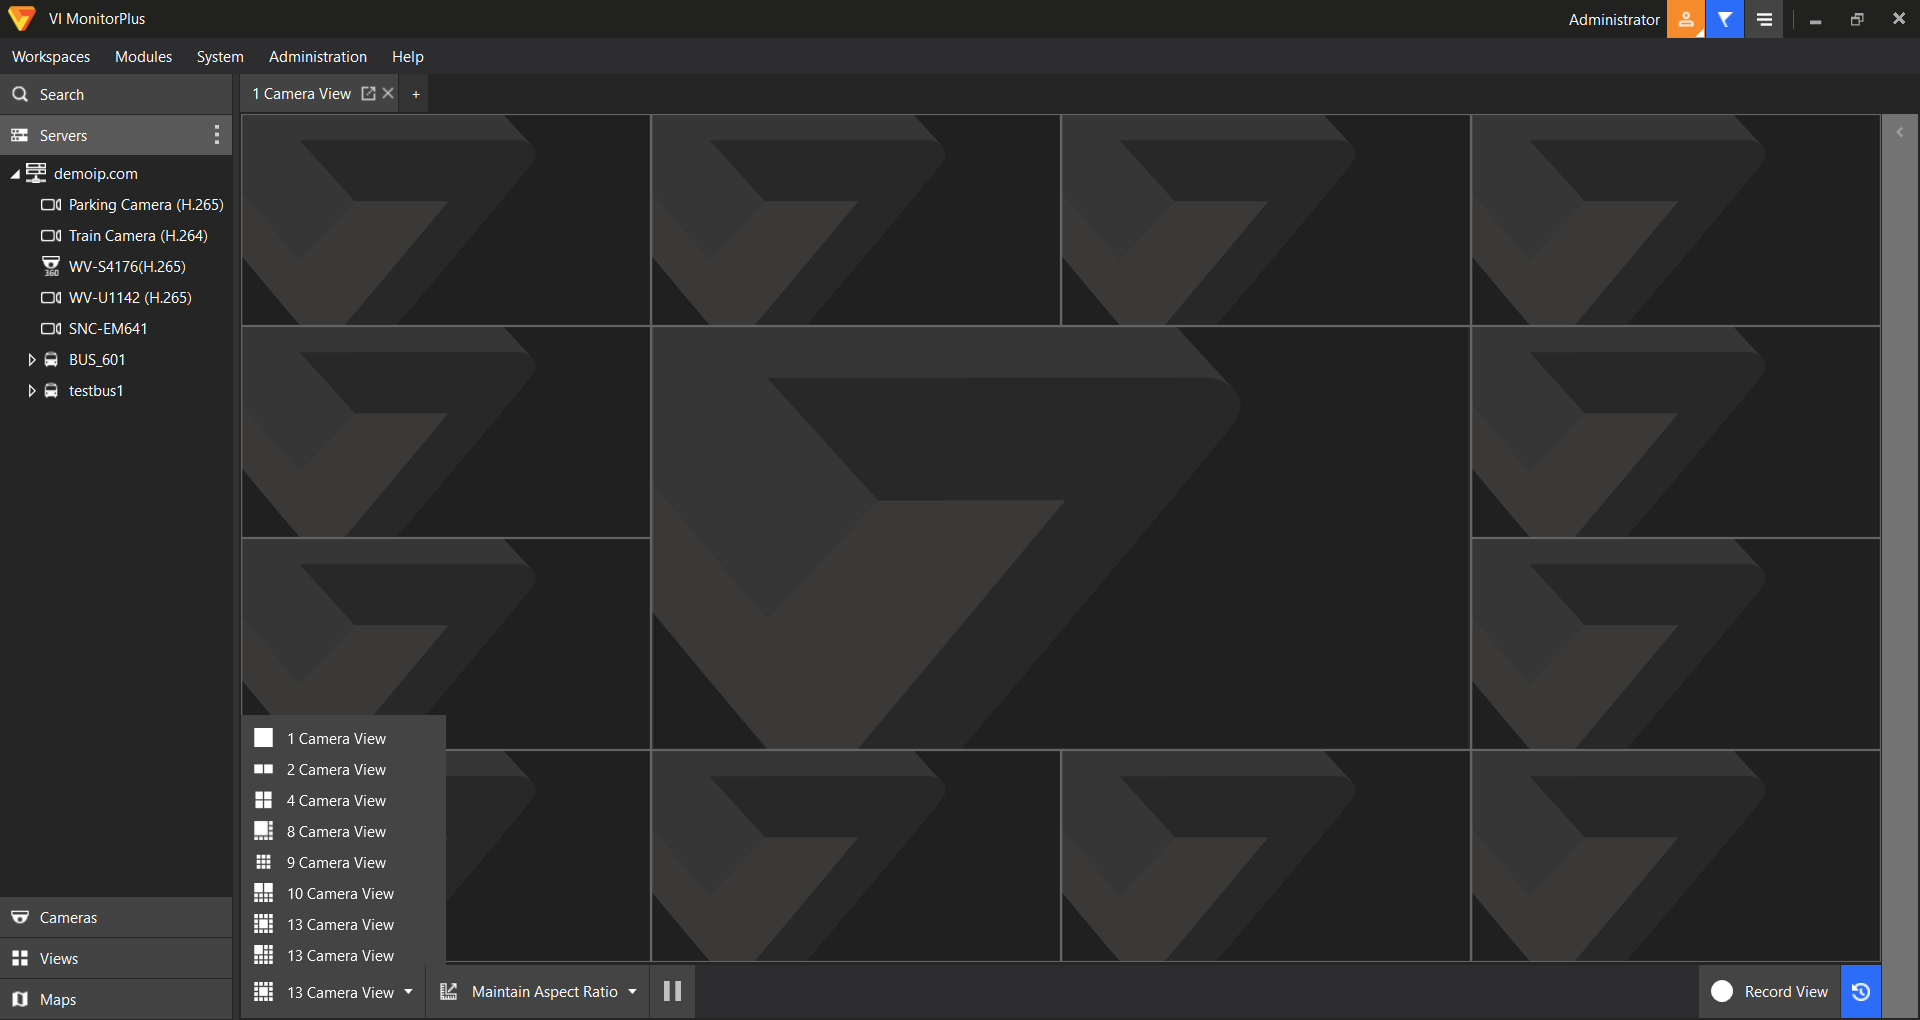 VI MonitorPlus
Administrator
Workspaces Modules System Administration Help
Search
1 Camera View +
Servers
demoip.com
Parking Camera (H.265)
Train Camera (H.264)
360 WV-S4176(H.265)
WV-U1142 (H.265)
SNC-EM641
BUS_601
testbus1
1 Camera View
2 Camera View
4 Camera View
8 Camera View
9 Camera View
10 Camera View
13 Camera View
13 Camera View
Cameras
Views
Maps
13 Camera View Maintain Aspect Ratio Record View